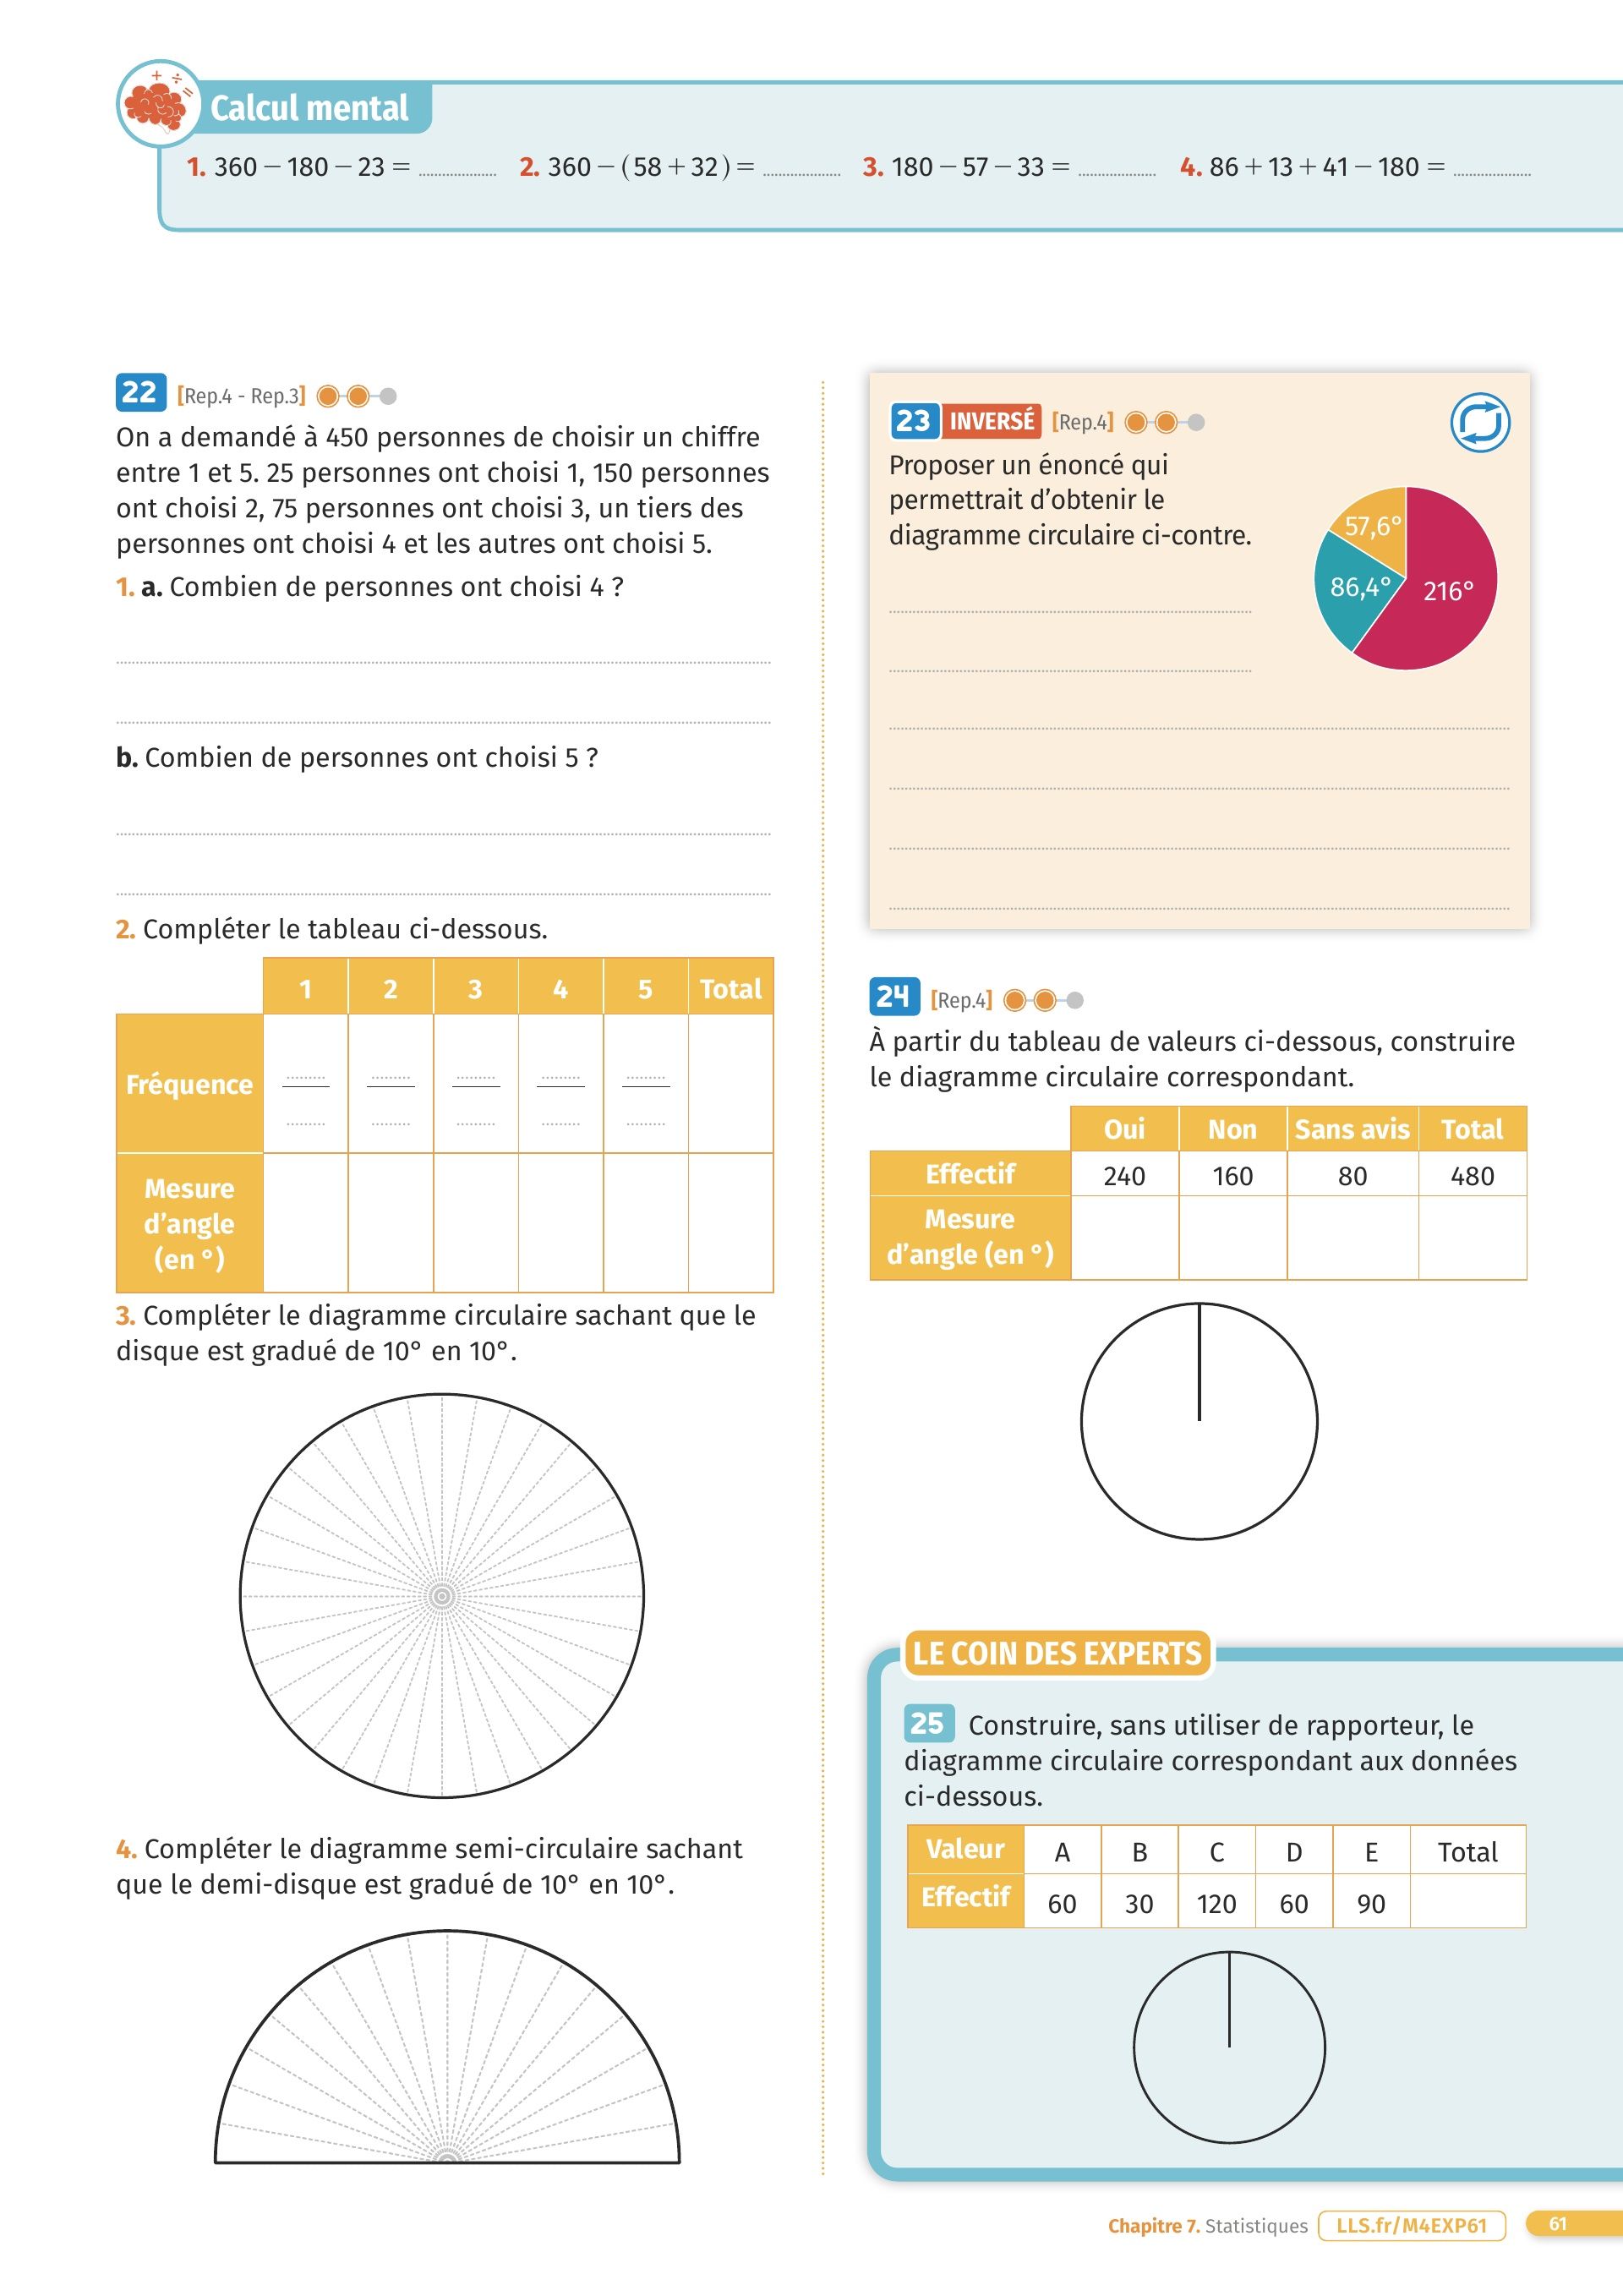 Calcul mental
1. 360 − 180 − 23 = ..................
2. 360 − (58 + 32) = ..................
3. 180 − 57 − 33 = ..................
4. 86 + 13 + 41 − 180 = ..................
22 [Rep.4 - Rep.3]
On a demandé à 450 personnes de choisir un chiffre
entre 1 et 5. 25 personnes ont choisi 1, 150 personnes
ont choisi 2, 75 personnes ont choisi 3, un tiers des
personnes ont choisi 4 et les autres ont choisi 5.
1. a. Combien de personnes ont choisi 4 ?
b. Combien de personnes ont choisi 5 ?
2. Compléter le tableau ci-dessous.
1 2 3 4 5 Total
Fréquence
Mesure
d’angle
(en °)
3. Compléter le diagramme circulaire sachant que le
disque est gradué de 10° en 10°.
4. Compléter le diagramme semi-circulaire sachant
que le demi-disque est gradué de 10° en 10°.
23 INVERSÉ [Rep.4]
Proposer un énoncé qui
permettrait d’obtenir le
diagramme circulaire ci-contre.
57,6°
86,4°
216°
24 [Rep.4]
À partir du tableau de valeurs ci-dessous, construire
le diagramme circulaire correspondant.
Oui Non Sans avis Total
Effectif 240 160 80 480
Mesure
d’angle (en °)
LE COIN DES EXPERTS
25 Construire, sans utiliser de rapporteur, le
diagramme circulaire correspondant aux données
ci-dessous.
Valeur A B C D E Total
Effectif 60 30 120 60 90
Chapitre 7. Statistiques LLS.fr/M4EXP61 61